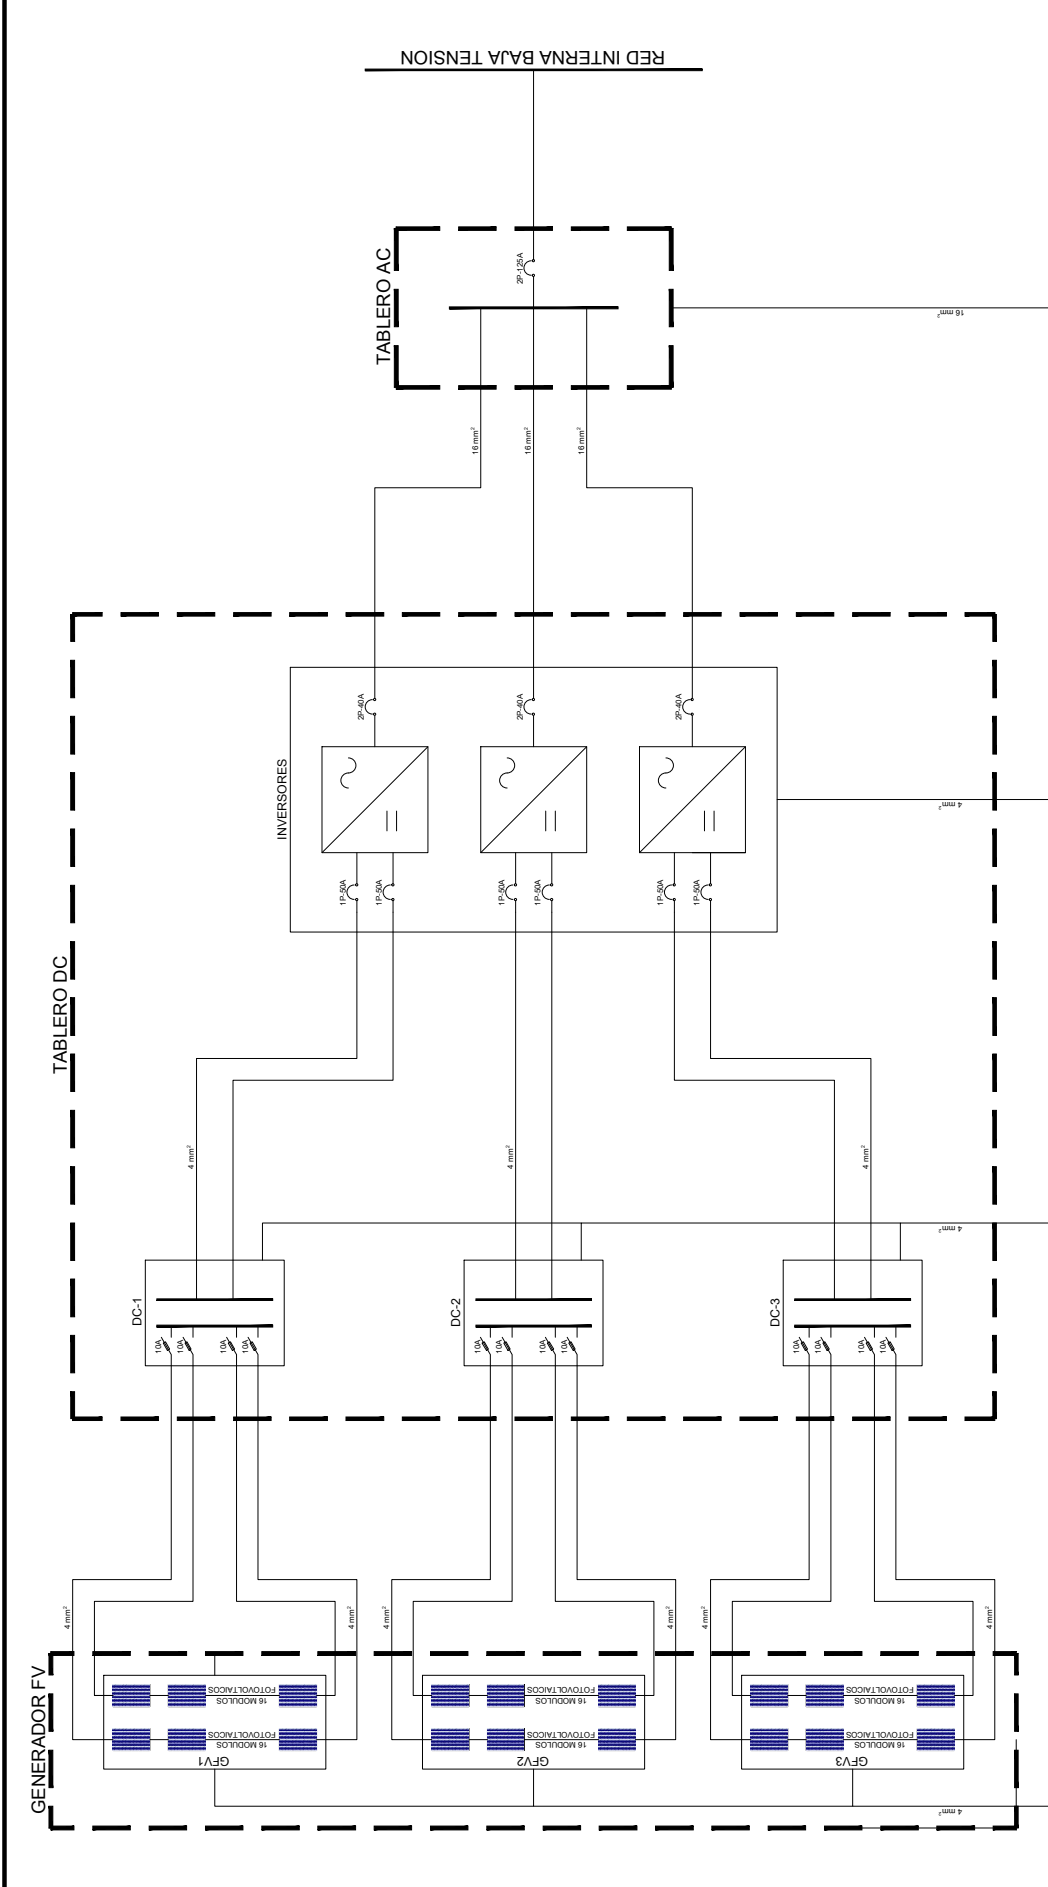 RED INTERNA BAJA TENSION
TABLERO AC
2P-125A
16 mm²
16 mm²
16 mm²
16 mm²
TABLERO DC
INVERSORES
2P-40A
2P-40A
2P-40A
4 mm²
1P-50A
1P-50A
1P-50A
1P-50A
1P-50A
1P-50A
4 mm²
4 mm²
4 mm²
4 mm²
DC-1
DC-2
DC-3
10A
10A
10A
10A
10A
10A
10A
10A
10A
10A
10A
10A
4 mm²
4 mm²
4 mm²
4 mm²
4 mm²
4 mm²
GENERADOR FV
16 MODULOS
FOTOVOLTAICOS
16 MODULOS
FOTOVOLTAICOS
GFV1
16 MODULOS
FOTOVOLTAICOS
16 MODULOS
FOTOVOLTAICOS
GFV2
16 MODULOS
FOTOVOLTAICOS
16 MODULOS
FOTOVOLTAICOS
GFV3
4 mm²